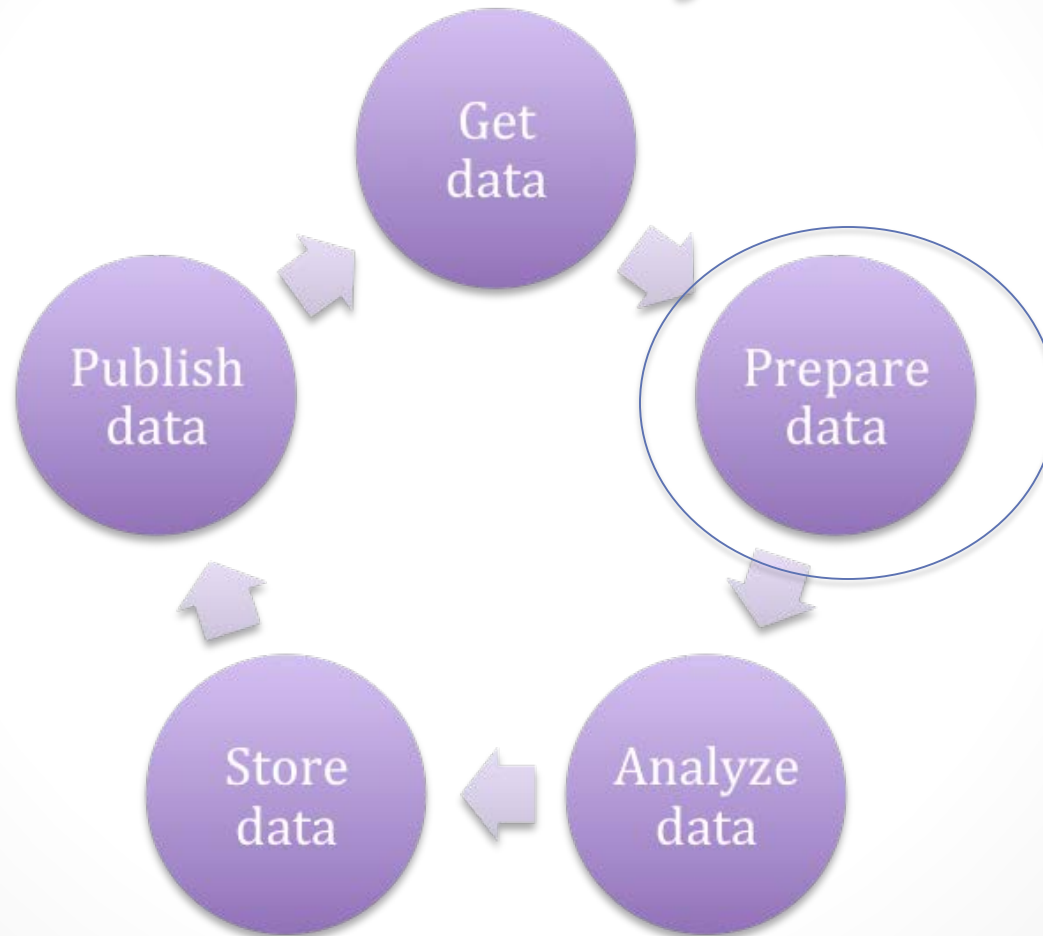 Get
data
Prepare
data
Analyze
data
Store
data
Publish
data